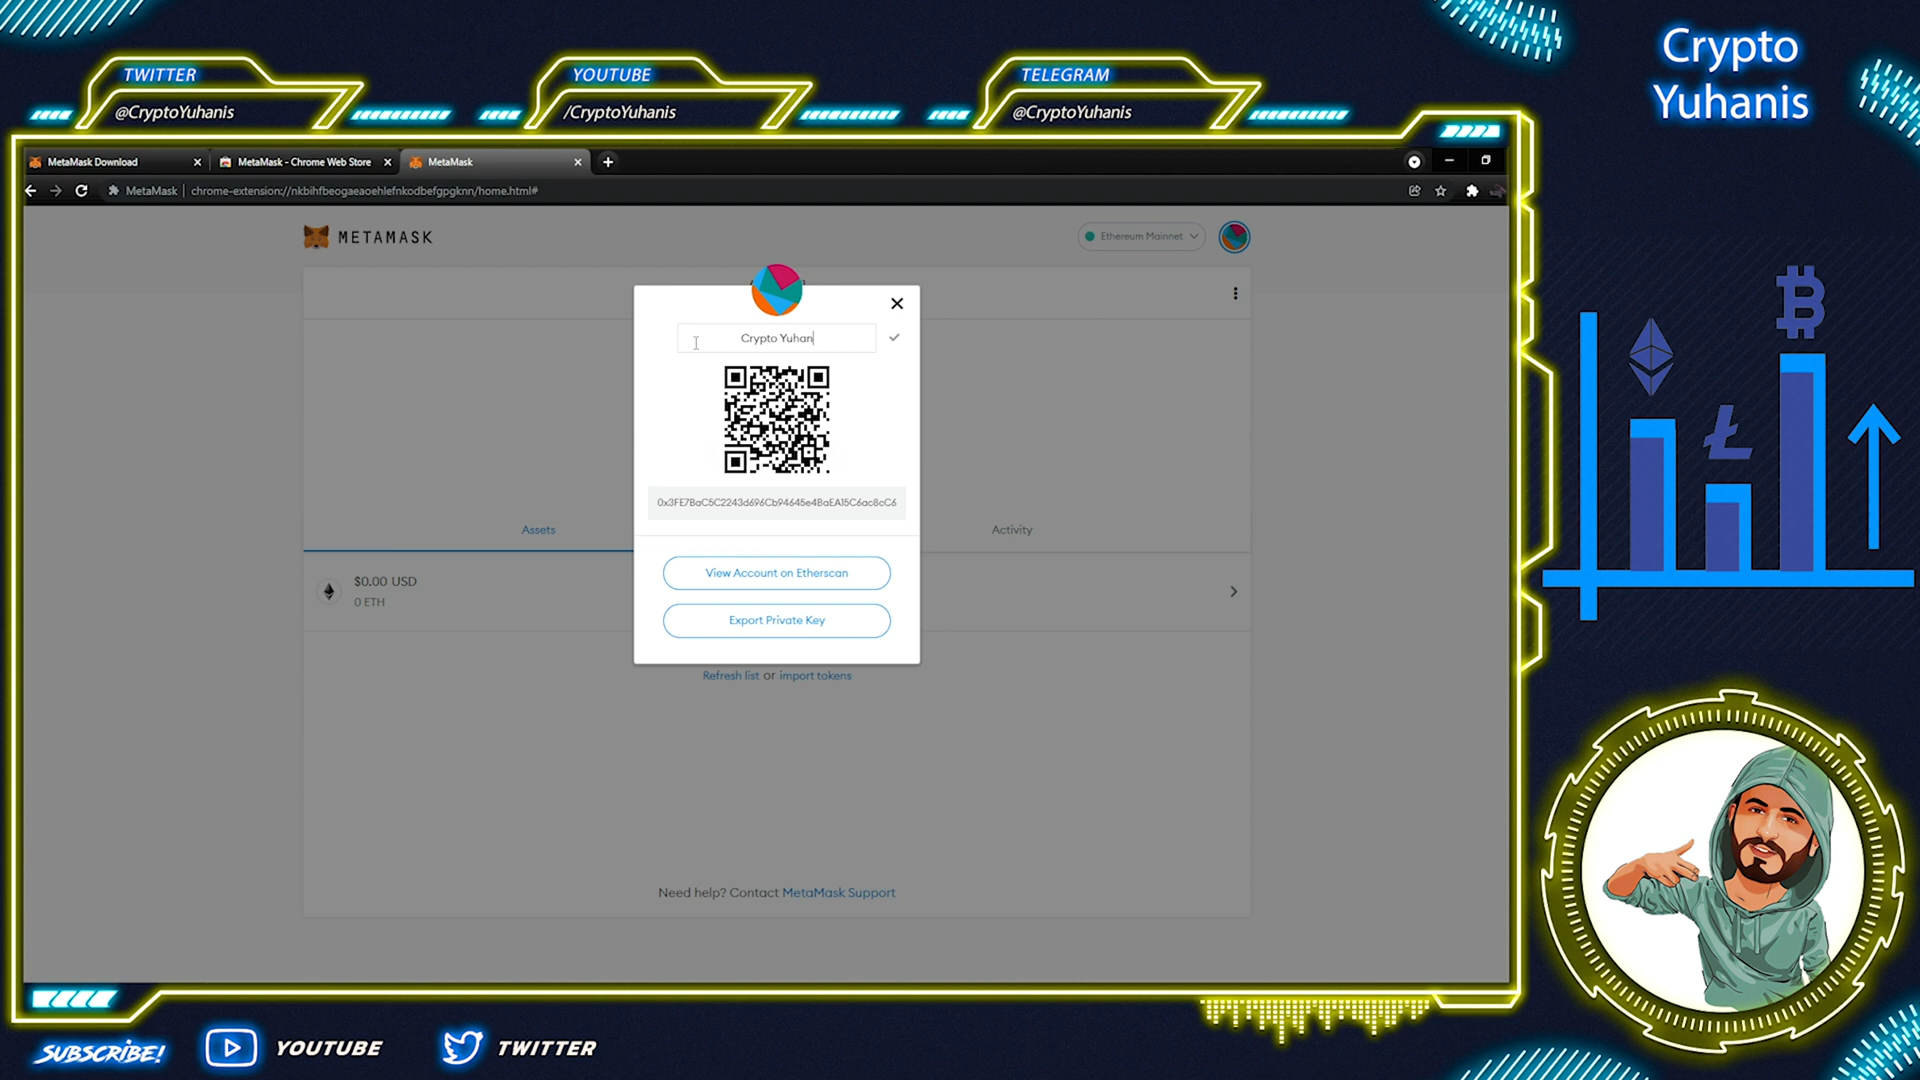 Crypto
Yuhanis
TWITTER
@CryptoYuhanis
YOUTUBE
/CryptoYuhanis
TELEGRAM
@CryptoYuhanis
MetaMask Download
MetaMask - Chrome Web Store
MetaMask
MetaMask | chrome-extension://nkbihfbeogaeaoehlefnkodbefgpgknn/home.html#
METAMASK
Ethereum Mainnet
Crypto Yuhan
0x3FE7BaC5C2243d696Cb94645e4BaEA15C6ac8cC6
Assets
Activity
View Account on Etherscan
$0.00 USD
0 ETH
Export Private Key
Refresh list or import tokens
Need help? Contact MetaMask Support
SUBSCRIBE!
YOUTUBE
TWITTER